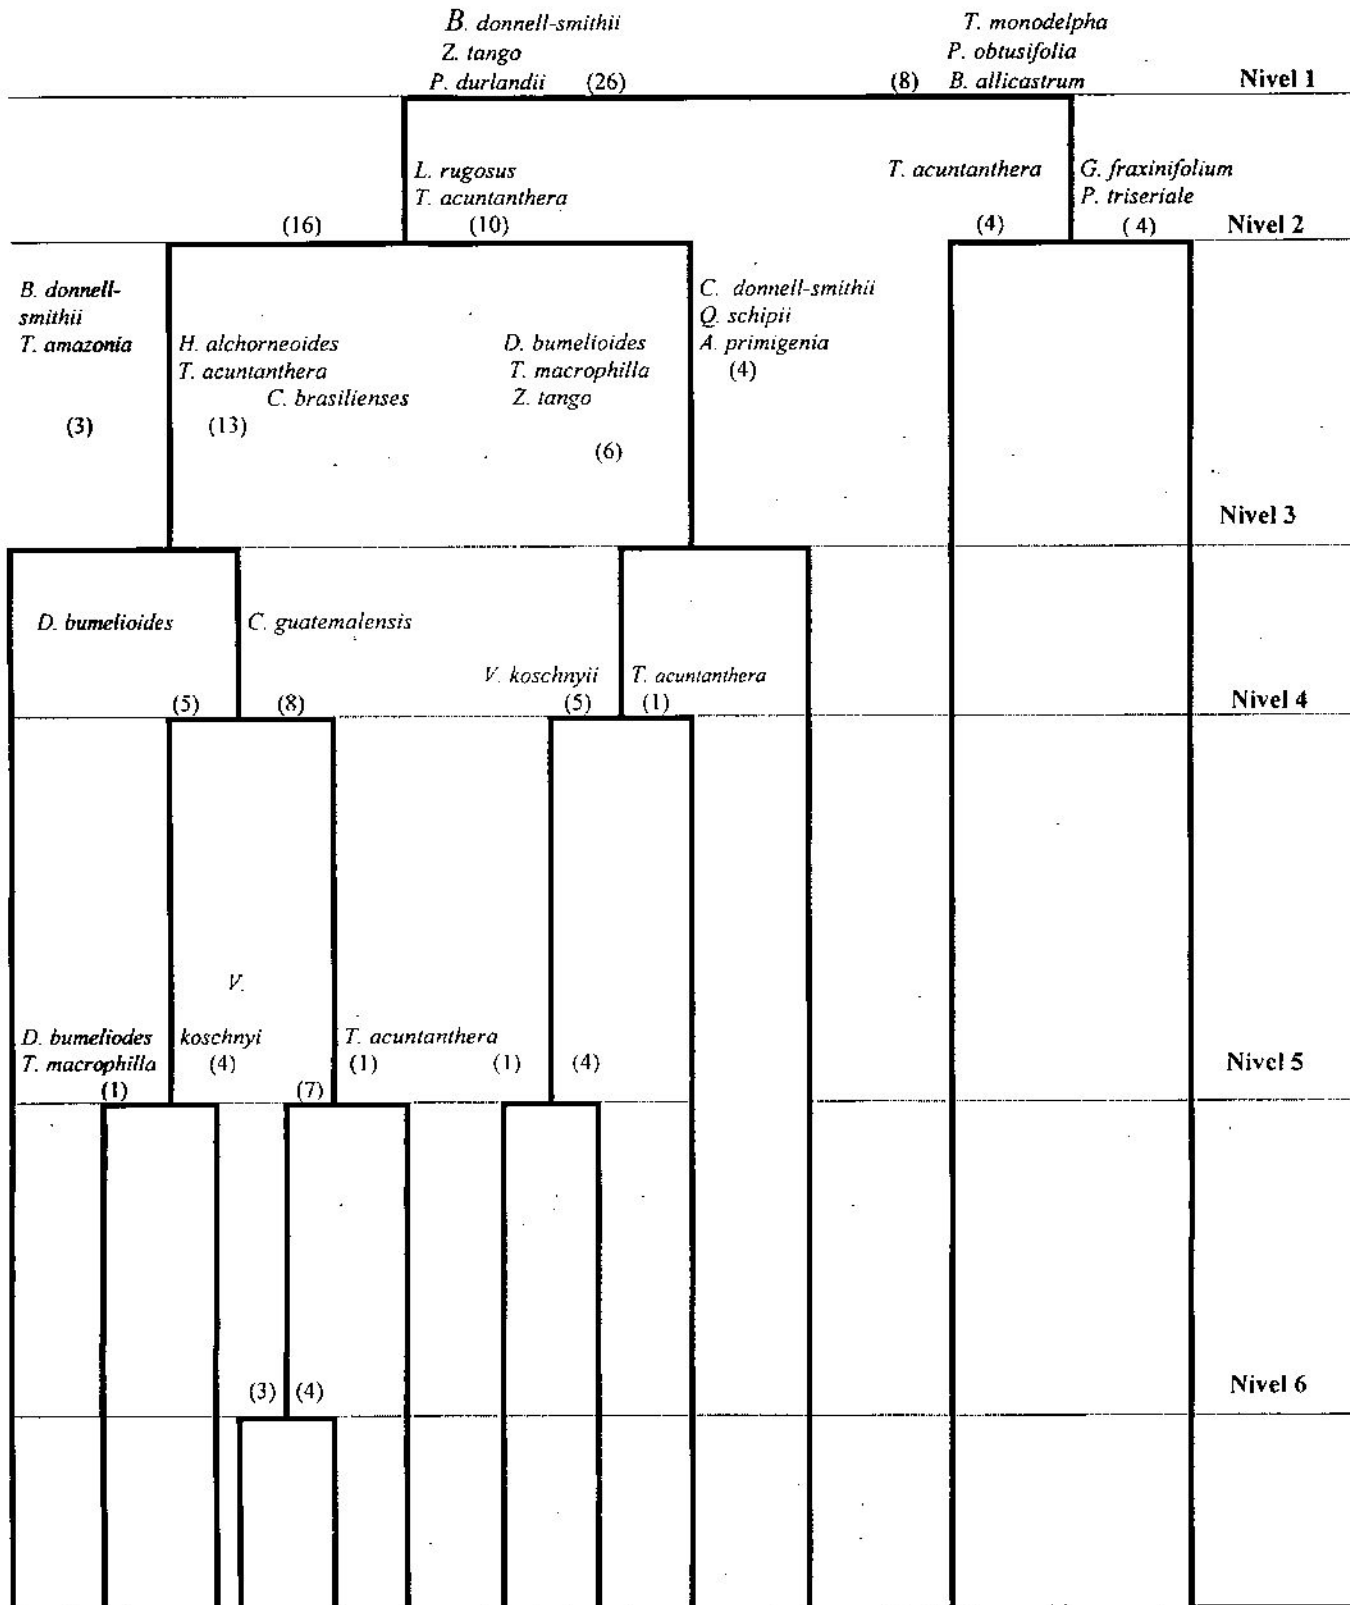 B. donnell-smithii
Z. tango
P. durlandii (26)
T. monodelpha
P. obtusifolia
(8) B. allicastrum
Nivel 1
L. rugosus
T. acuntanthera
(16) (10)
T. acuntanthera
(4)
G. fraxinifolium
P. triseriale
( 4)
Nivel 2
B. donnell-
smithii
T. amazonia
(3)
H. alchorneoides
T. acuntanthera
C. brasilienses
(13)
D. bumelioides
T. macrophilla
Z. tango
(6)
C. donnell-smithii
Q. schipii
A. primigenia
(4)
Nivel 3
D. bumelioides
C. guatemalensis
(5) (8)
V. koschnyii
(5)
T. acuntanthera
(1)
Nivel 4
V.
D. bumeliodes
T. macrophilla
(1)
koschnyi
(4)
(7)
T. acuntanthera
(1)
(1) (4)
Nivel 5
(3) (4)
Nivel 6